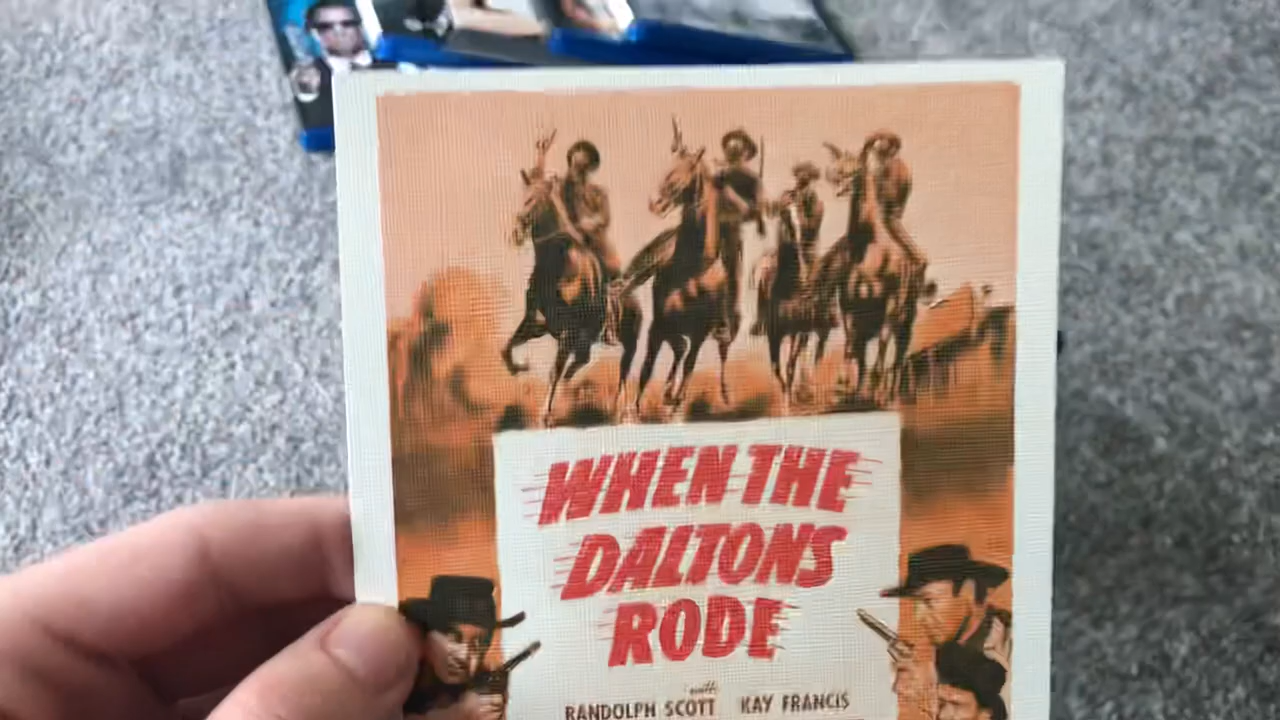 WHEN THE
DALTONS
RODE
with
RANDOLPH SCOTT KAY FRANCIS